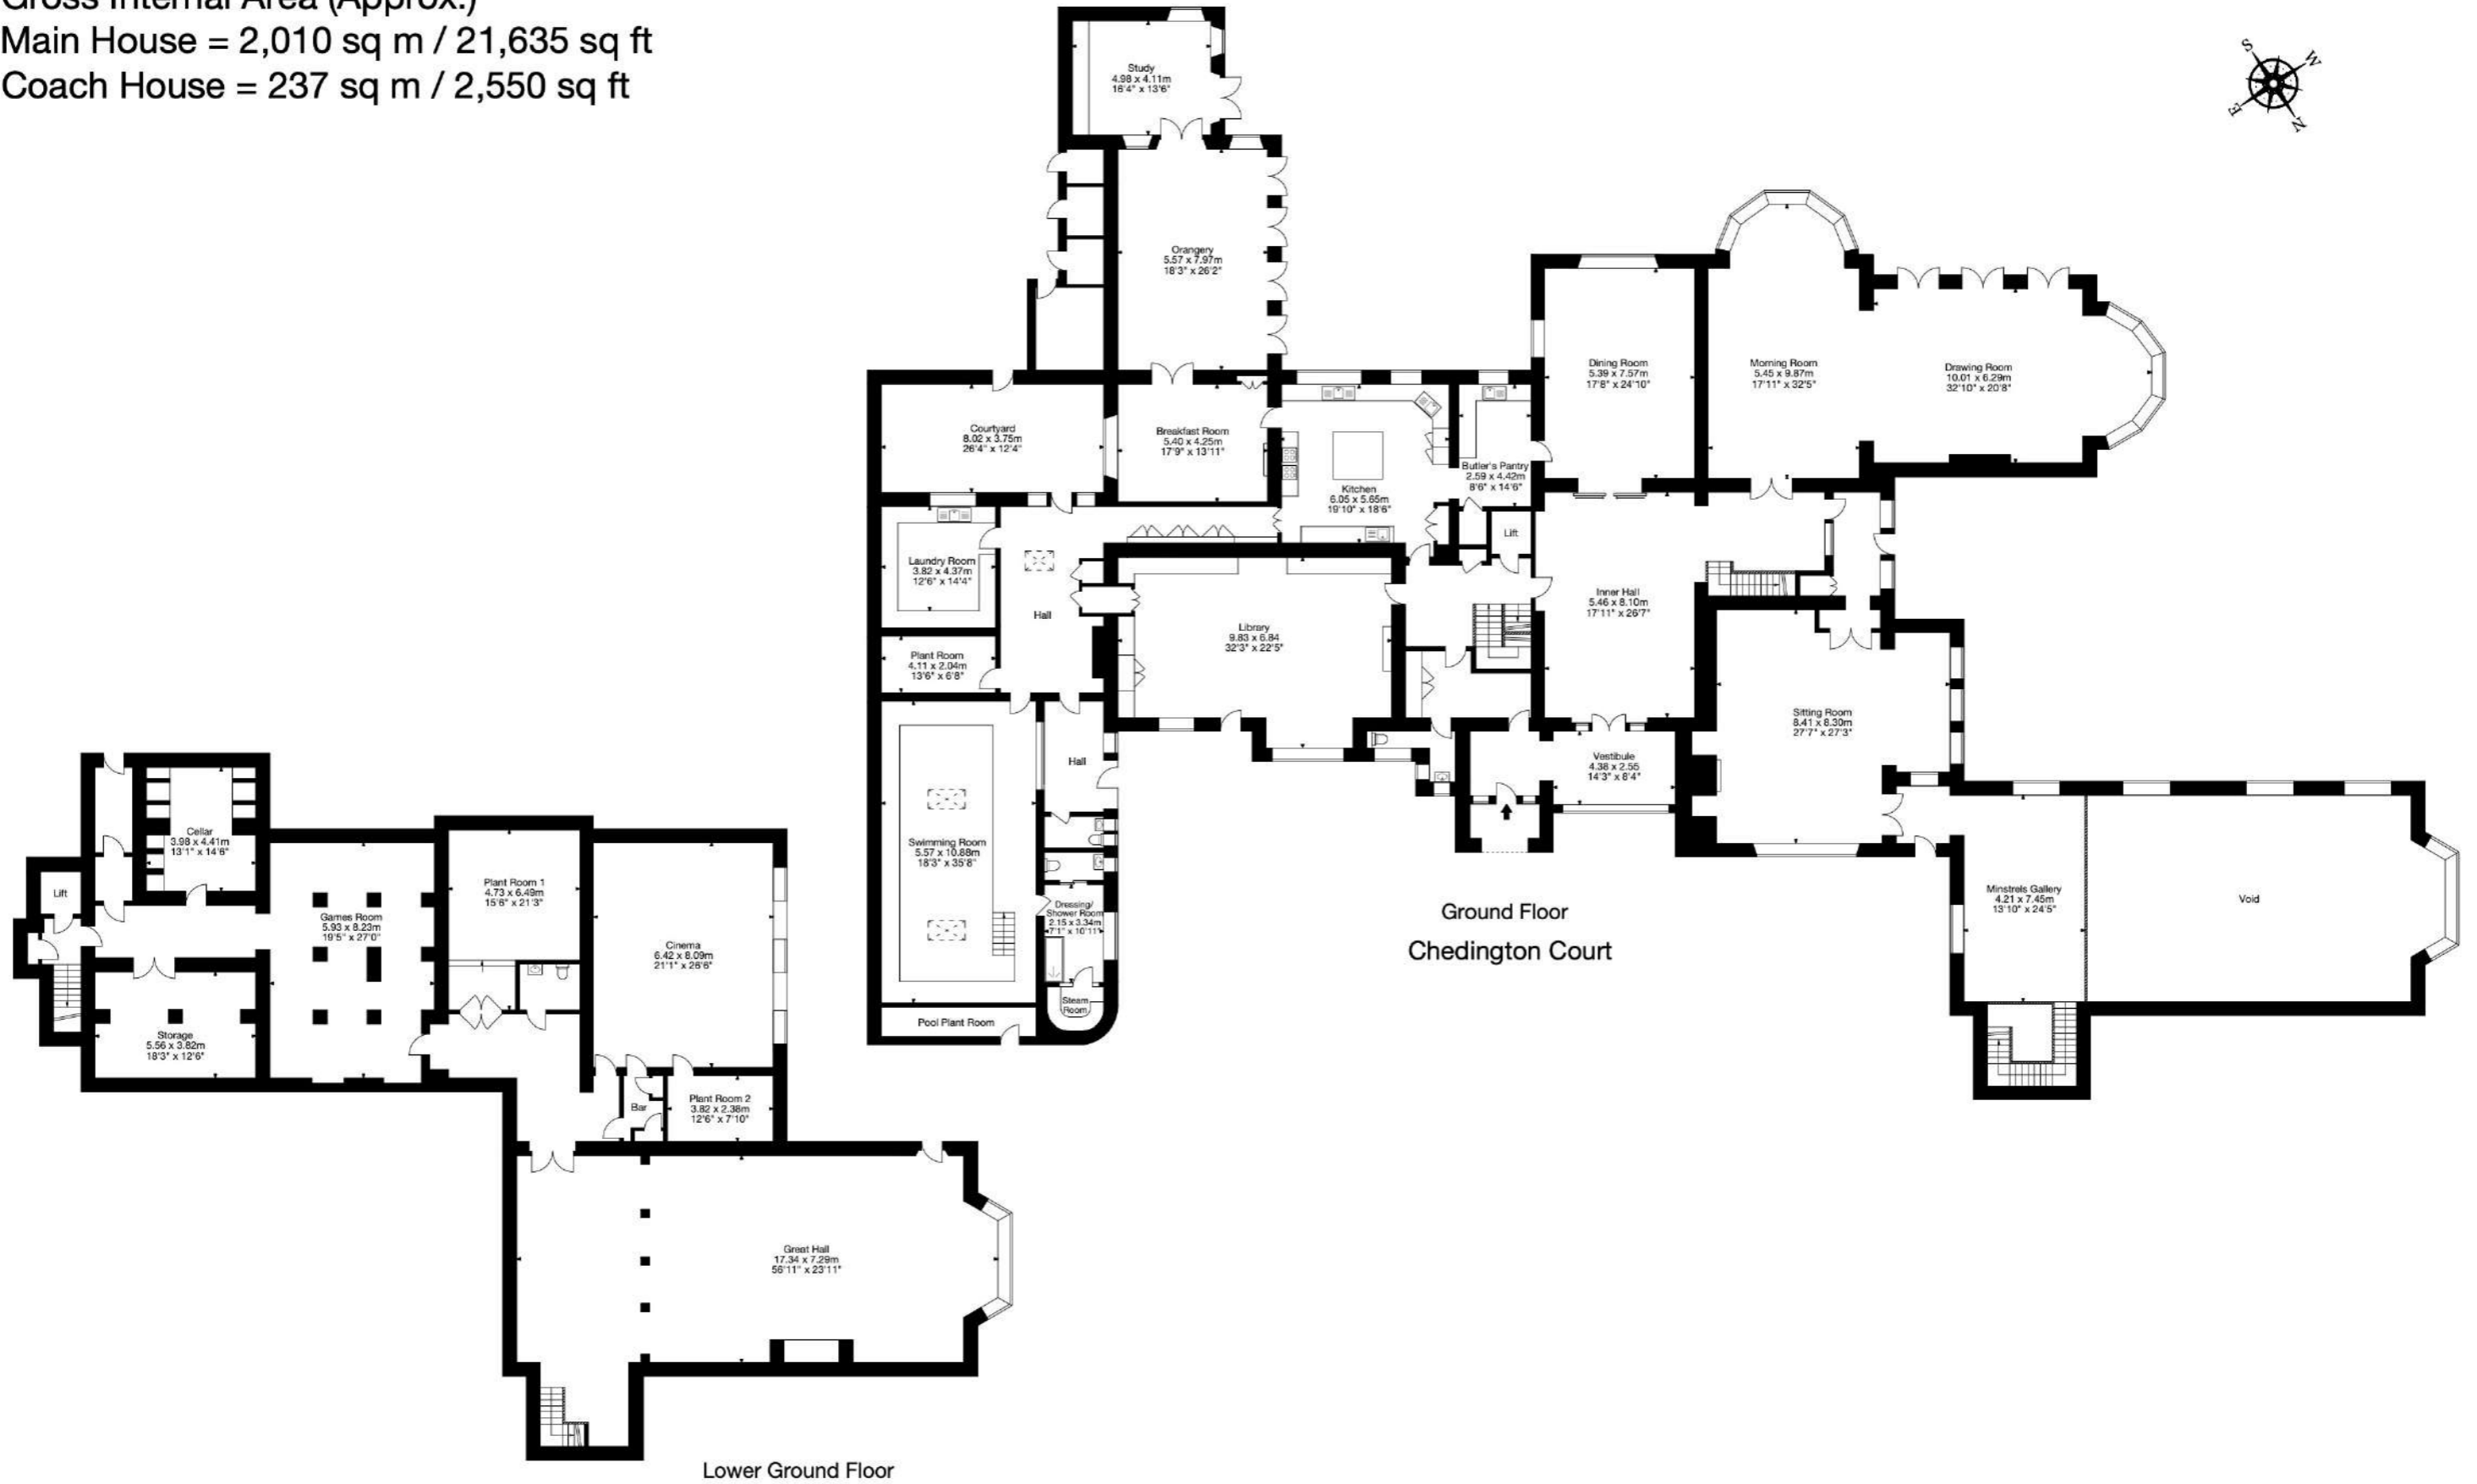 Gross Internal Area (Approx.)
Main House = 2,010 sq m / 21,635 sq ft
Coach House = 237 sq m / 2,550 sq ft
S
W
E
N
Study
4.98 x 4.11m
16'4" x 13'6"
Orangery
5.57 x 7.97m
18'3" x 26'2"
Dining Room
5.39 x 7.57m
17'8" x 24'10"
Morning Room
5.45 x 9.87m
17'11" x 32'5"
Drawing Room
10.01 x 6.29m
32'10" x 20'8"
Courtyard
8.02 x 3.75m
26'4" x 12'4"
Breakfast Room
5.40 x 4.25m
17'9" x 13'11"
Kitchen
6.05 x 5.65m
19'10" x 18'6"
Butler's Pantry
2.59 x 4.42m
8'6" x 14'6"
Lift
Laundry Room
3.82 x 4.37m
12'6" x 14'4"
Hall
Library
9.83 x 6.84
32'3" x 22'5"
Inner Hall
5.46 x 8.10m
17'11" x 26'7"
Plant Room
4.11 x 2.04m
13'6" x 6'8"
Sitting Room
8.41 x 8.30m
27'7" x 27'3"
Hall
Vestibule
4.38 x 2.55
14'3" x 8'4"
Swimming Room
5.57 x 10.88m
18'3" x 35'8"
Dressing/
Shower Room
2.15 x 3.34m
7'1" x 10'11"
Steam
Room
Pool Plant Room
Minstrels Gallery
4.21 x 7.45m
13'10" x 24'5"
Void
Ground Floor
Chedington Court
Cellar
3.98 x 4.41m
13'1" x 14'6"
Lift
Games Room
5.93 x 8.23m
19'5" x 27'0"
Plant Room 1
4.73 x 6.49m
15'6" x 21'3"
Cinema
6.42 x 8.09m
21'1" x 26'6"
Storage
5.56 x 3.82m
18'3" x 12'6"
Bar
Plant Room 2
3.82 x 2.38m
12'6" x 7'10"
Great Hall
17.34 x 7.29m
56'11" x 23'11"
Lower Ground Floor